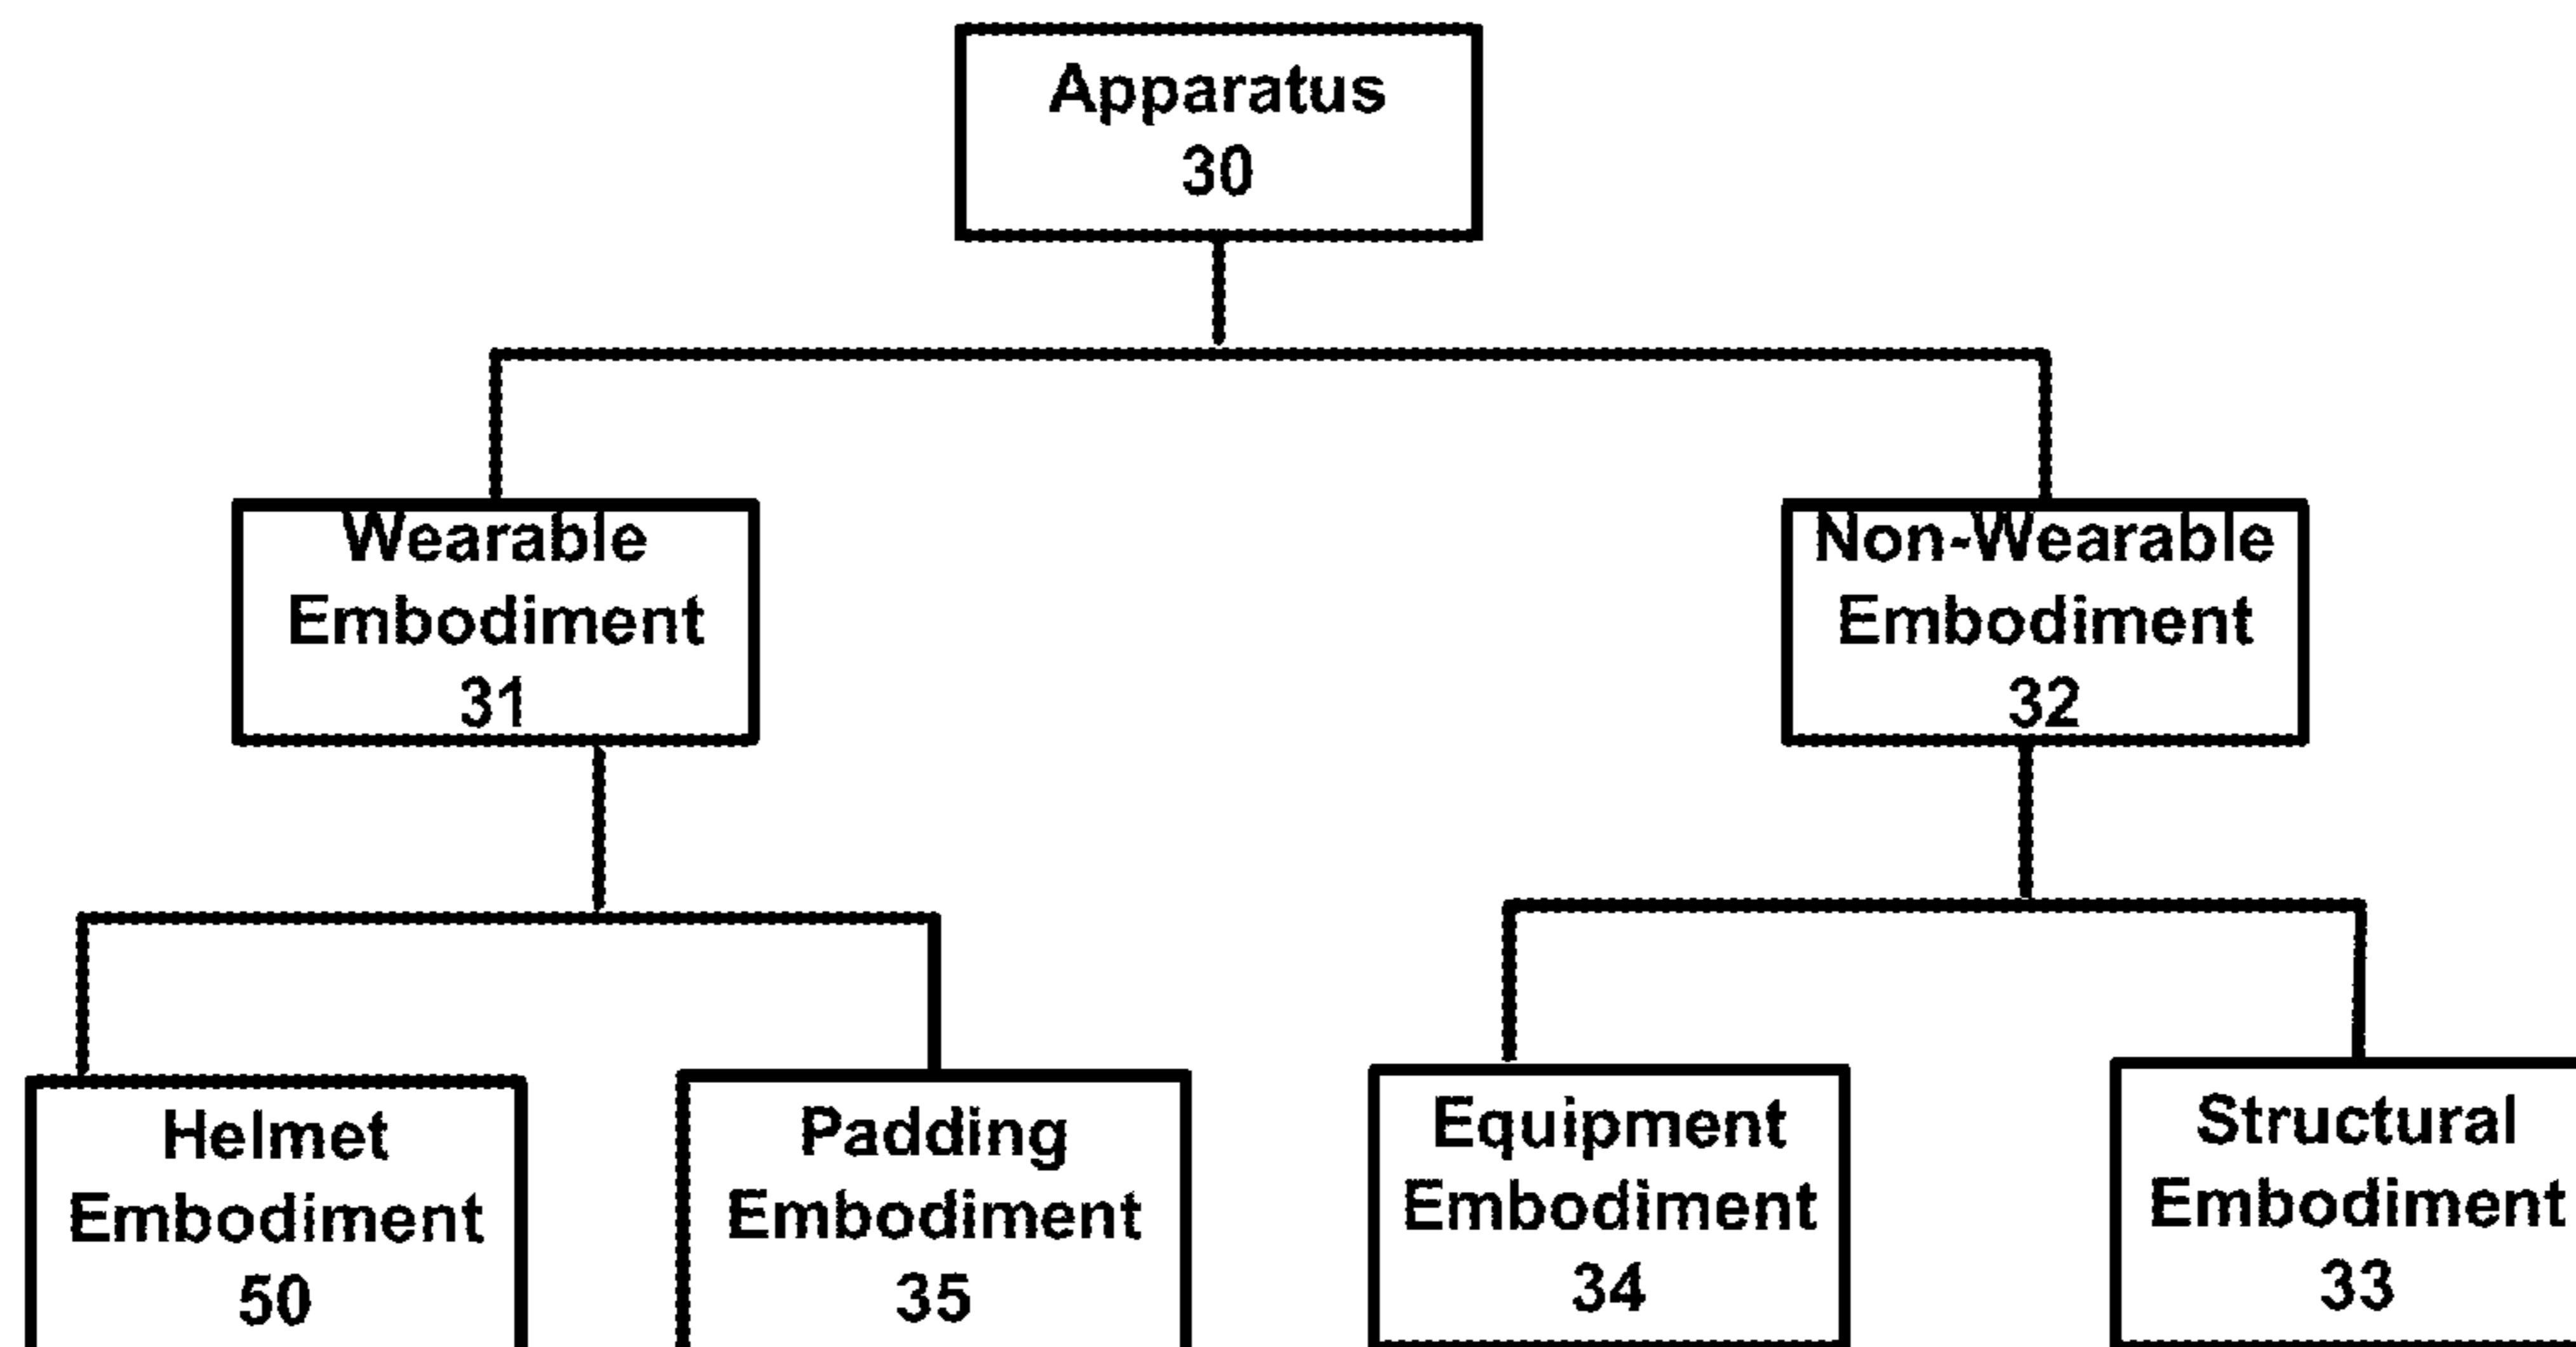 Apparatus
30
Wearable
Embodiment
31
Non-Wearable
Embodiment
32
Helmet
Embodiment
50
Padding
Embodiment
35
Equipment
Embodiment
34
Structural
Embodiment
33